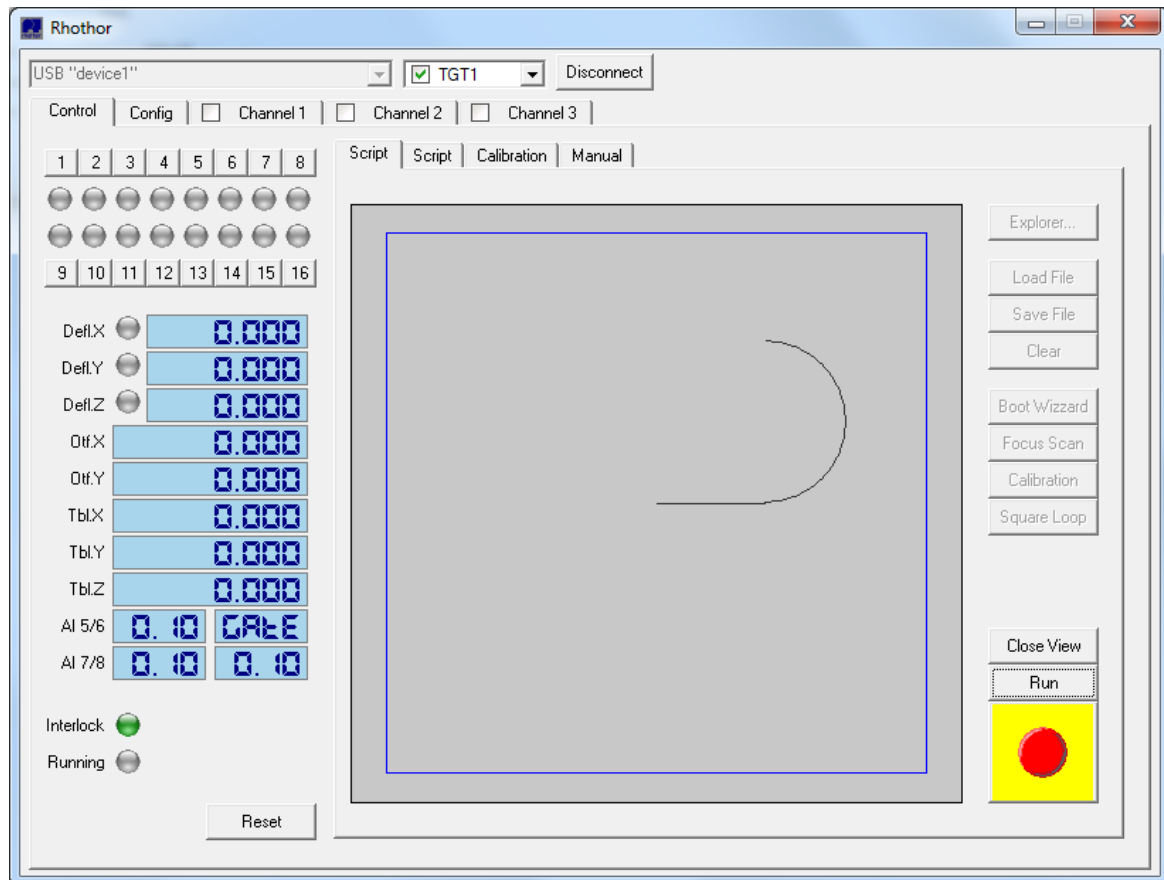 Rhothor
USB "device1" TGT1 Disconnect
Control Config Channel 1 Channel 2 Channel 3
Script Script Calibration Manual
1 2 3 4 5 6 7 8
9 10 11 12 13 14 15 16
Defl.X 0.000
Defl.Y 0.000
Defl.Z 0.000
Otf.X 0.000
Otf.Y 0.000
Tbl.X 0.000
Tbl.Y 0.000
Tbl.Z 0.000
AI 5/6 0.10 GAtE
AI 7/8 0.10 0.10
Interlock
Running
Reset
Explorer...
Load File
Save File
Clear
Boot Wizzard
Focus Scan
Calibration
Square Loop
Close View
Run